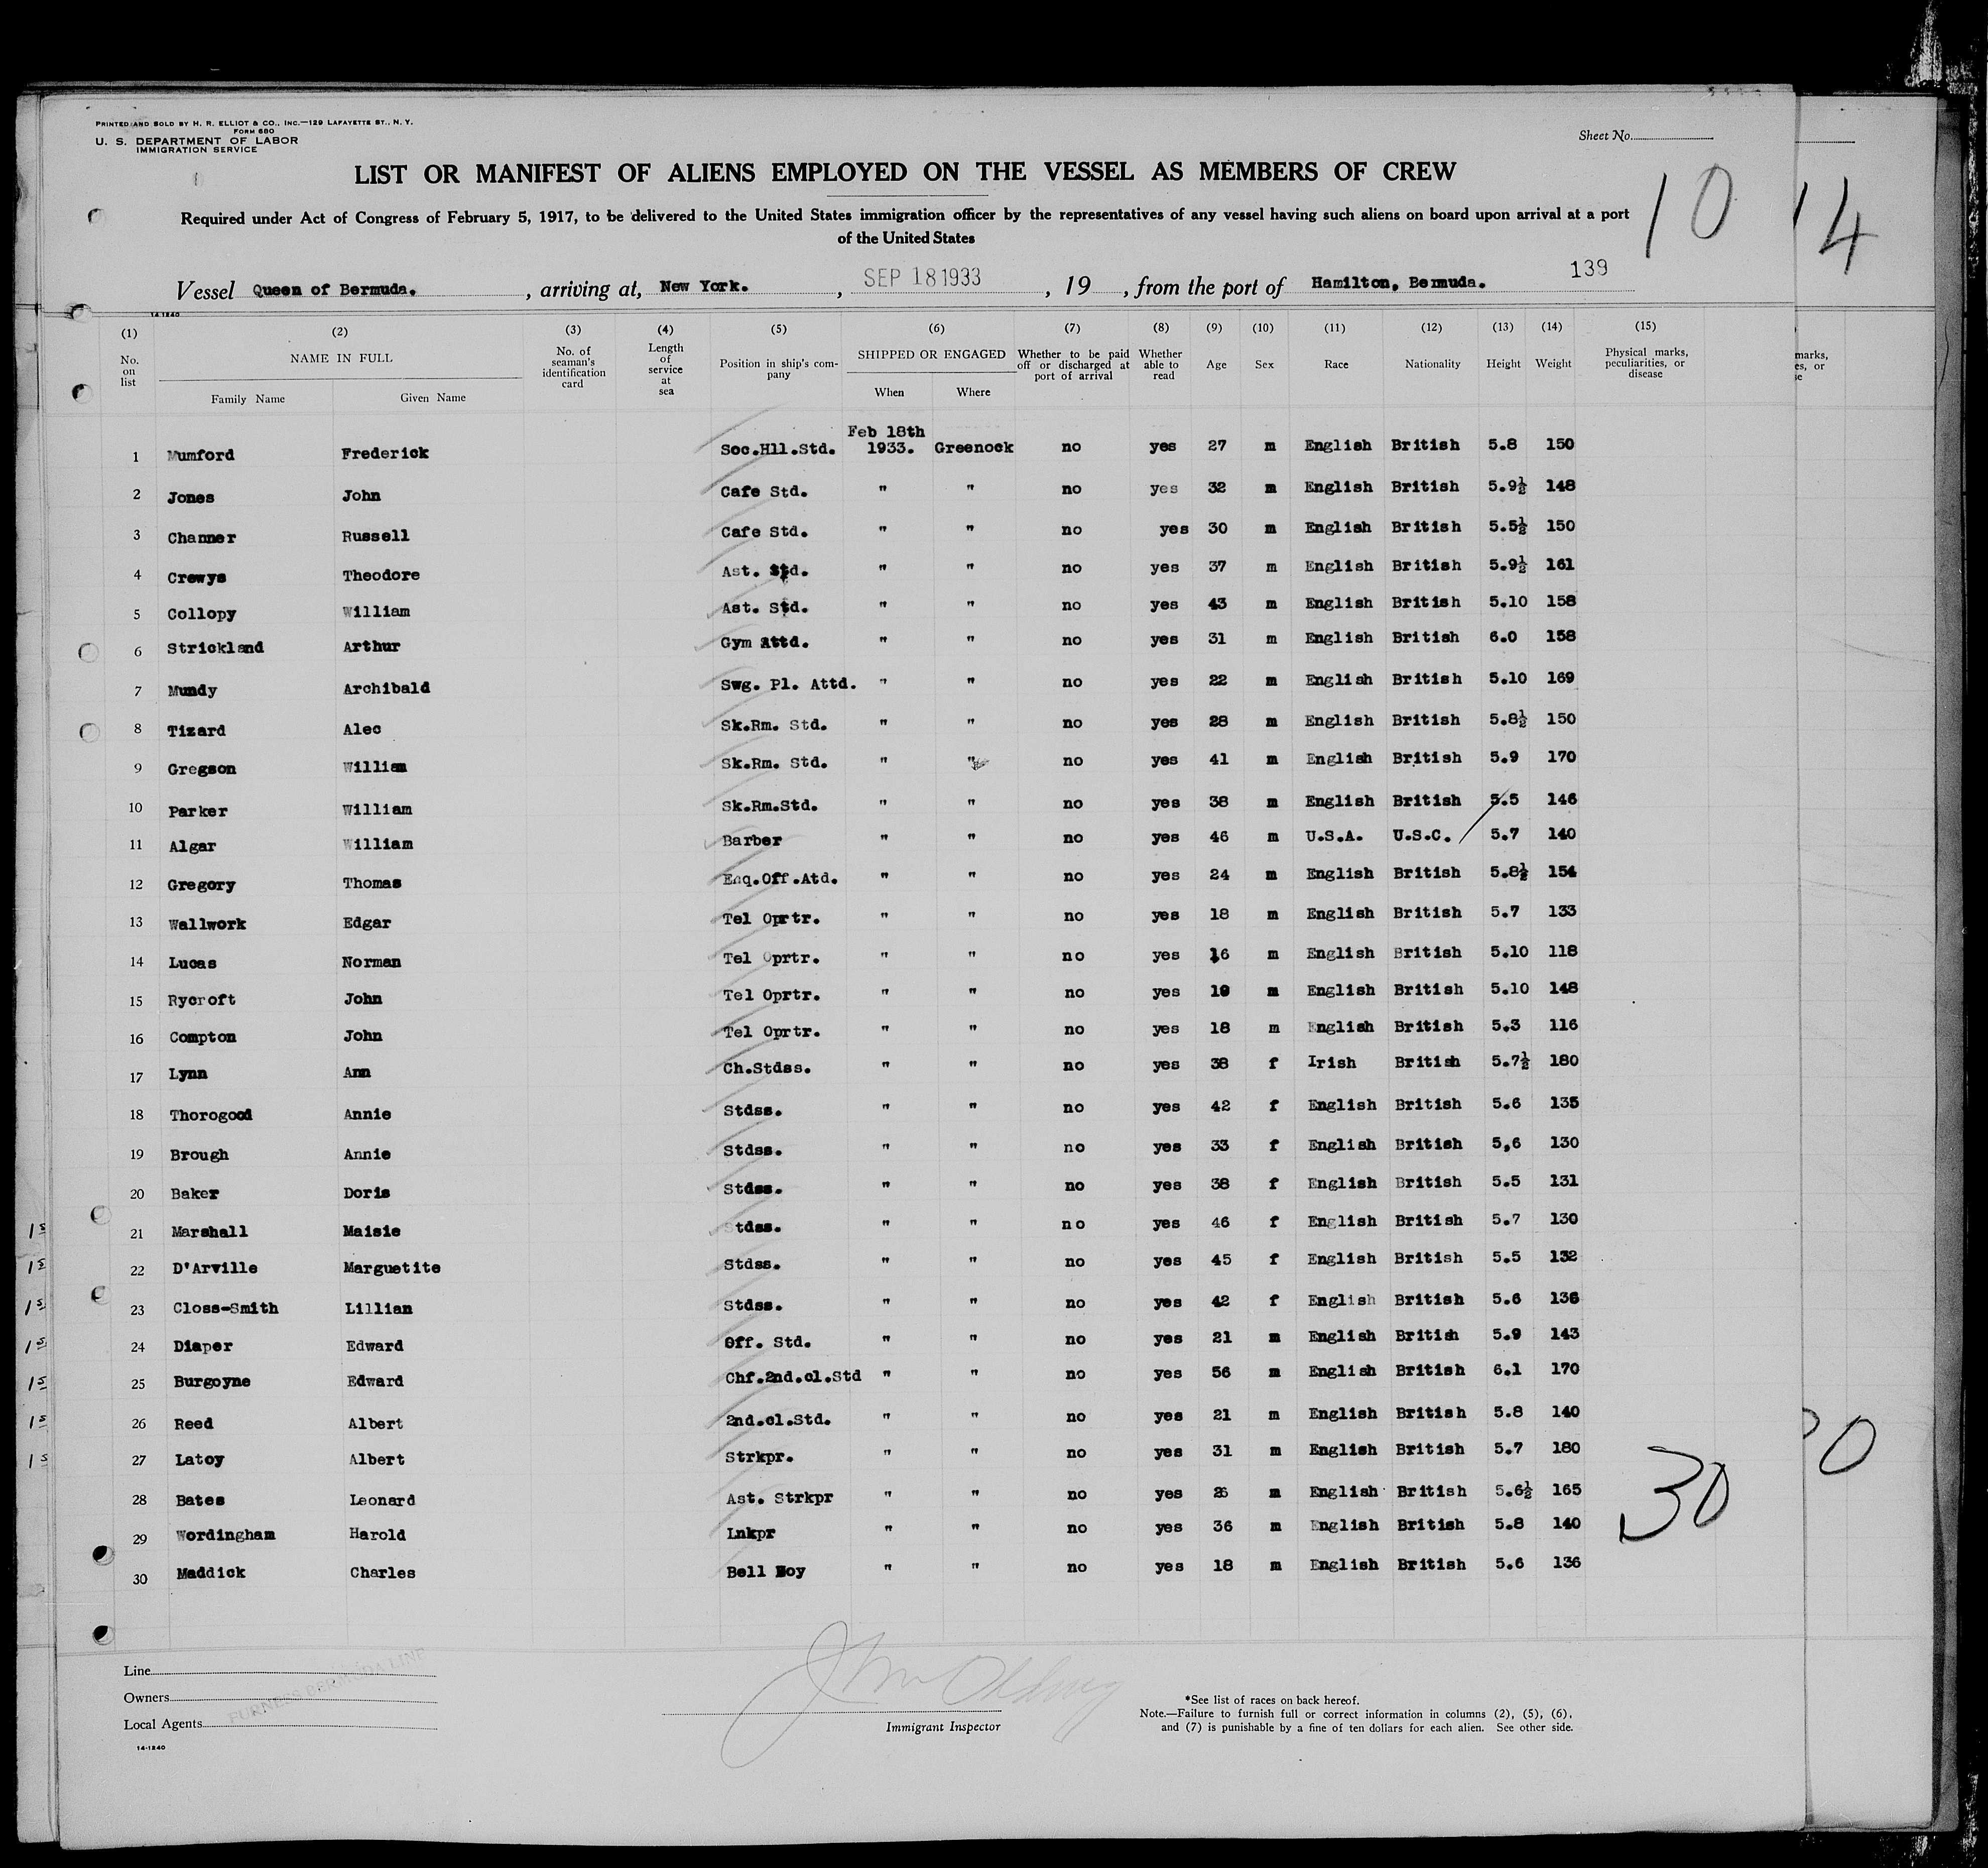 PRINTED AND SOLD BY H. R. ELLIOT & CO., INC.—129 LAFAYETTE ST., N. Y.
FORM 680
U. S. DEPARTMENT OF LABOR
IMMIGRATION SERVICE
Sheet No.
LIST OR MANIFEST OF ALIENS EMPLOYED ON THE VESSEL AS MEMBERS OF CREW
10 14
Required under Act of Congress of February 5, 1917, to be delivered to the United States immigration officer by the representatives of any vessel having such aliens on board upon arrival at a port
of the United States
139
Vessel Queen of Bermuda. , arriving at, New York. , SEP 18 1933 , 19 , from the port of Hamilton, Bermuda.
14-1240
(1) (2) (3) (4) (5) (6) (7) (8) (9) (10) (11) (12) (13) (14) (15)
No. on list NAME IN FULL Family Name Given Name No. of seaman's identification card Length of service at sea Position in ship's company SHIPPED OR ENGAGED When Where Whether to be paid off or discharged at port of arrival Whether able to read Age Sex Race Nationality Height Weight Physical marks, peculiarities, or disease
1 Mumford Frederick Soc.Hll.Std. Feb 18th 1933. Greenock no yes 27 m English British 5.8 150
2 Jones John Cafe Std. " " no yes 32 m English British 5.9½ 148
3 Channer Russell Cafe Std. " " no yes 30 m English British 5.5½ 150
4 Crewys Theodore Ast. Std. " " no yes 37 m English British 5.9½ 161
5 Collopy William Ast. Std. " " no yes 43 m English British 5.10 158
6 Strickland Arthur Gym Attd. " " no yes 31 m English British 6.0 158
7 Mundy Archibald Swg. Pl. Attd. " " no yes 22 m English British 5.10 169
8 Tizard Alec Sk.Rm. Std. " " no yes 28 m English British 5.8½ 150
9 Gregson William Sk.Rm. Std. " " no yes 41 m English British 5.9 170
10 Parker William Sk.Rm.Std. " " no yes 38 m English British 5.5 146
11 Algar William Barber " " no yes 46 m U.S.A. U.S.C. 5.7 140
12 Gregory Thomas Enq.Off.Atd. " " no yes 24 m English British 5.8½ 154
13 Wallwork Edgar Tel Oprtr. " " no yes 18 m English British 5.7 133
14 Lucas Norman Tel Oprtr. " " no yes 16 m English British 5.10 118
15 Rycroft John Tel Oprtr. " " no yes 19 m English British 5.10 148
16 Compton John Tel Oprtr. " " no yes 18 m English British 5.3 116
17 Lynn Ann Ch.Stdss. " " no yes 38 f Irish British 5.7½ 180
18 Thorogood Annie Stdss. " " no yes 42 f English British 5.6 135
19 Brough Annie Stdss. " " no yes 33 f English British 5,6 130
20 Baker Doris Stdss. " " no yes 38 f English British 5.5 131
21 Marshall Maisie Stdss. " " no yes 46 f English British 5.7 130
22 D'Arville Marguetite Stdss. " " no yes 45 f English British 5.5 132
23 Closs-Smith Lillian Stdss. " " no yes 42 f English British 5.6 136
24 Diaper Edward Off. Std. " " no yes 21 m English British 5.9 143
25 Burgoyne Edward Chf.2nd.cl.Std " " no yes 56 m English British 6.1 170
26 Reed Albert 2nd.cl.Std. " " no yes 21 m English British 5.8 140
27 Latoy Albert Strkpr. " " no yes 31 m English British 5.7 180
28 Bates Leonard Ast. Strkpr " " no yes 26 m English British 5.6½ 165
29 Wordingham Harold Lnkpr " " no yes 36 m English British 5.8 140
30 Maddick Charles Bell Boy " " no yes 18 m English British 5.6 136
30
Line
Owners
Local Agents
FURNESS BERMUDA LINE
Immigrant Inspector
*See list of races on back hereof.
Note.—Failure to furnish full or correct information in columns (2), (5), (6),
and (7) is punishable by a fine of ten dollars for each alien. See other side.
14-1240